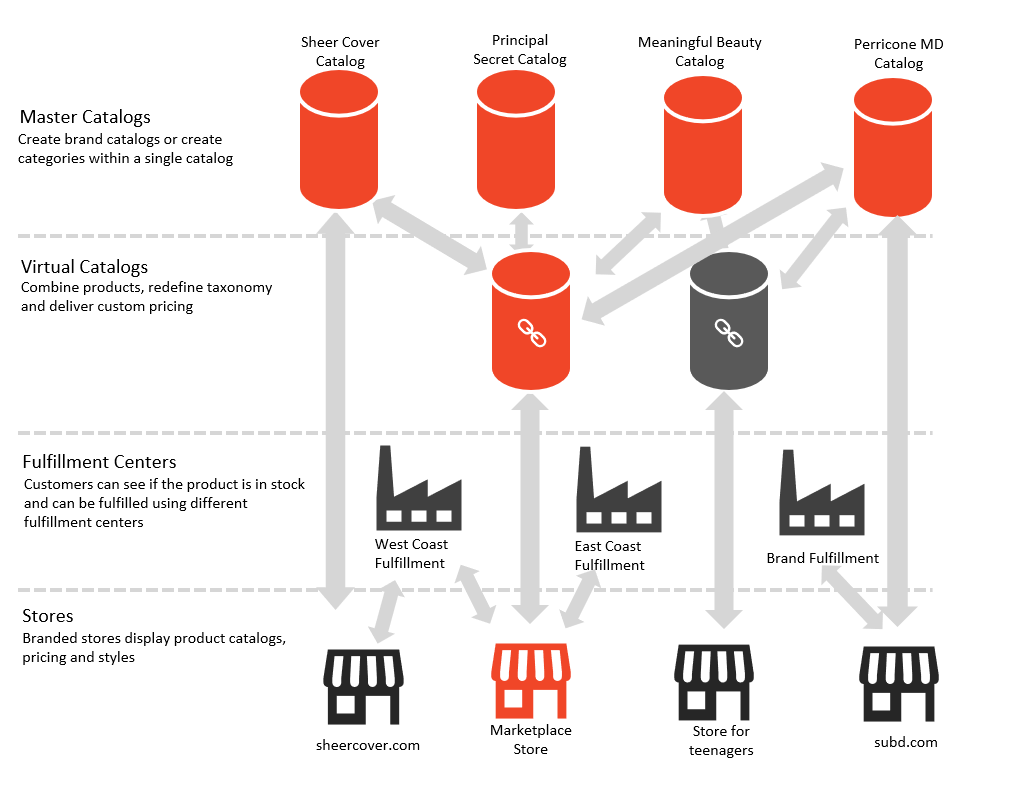 Sheer Cover
Catalog
Principal
Secret Catalog
Meaningful Beauty
Catalog
Perricone MD
Catalog
Master Catalogs
Create brand catalogs or create
categories within a single catalog
Virtual Catalogs
Combine products, redefine taxonomy
and deliver custom pricing
Fulfillment Centers
Customers can see if the product is in stock
and can be fulfilled using different
fulfillment centers
West Coast
Fulfillment
East Coast
Fulfillment
Brand Fulfillment
Stores
Branded stores display product catalogs,
pricing and styles
sheercover.com
Marketplace
Store
Store for
teenagers
subd.com